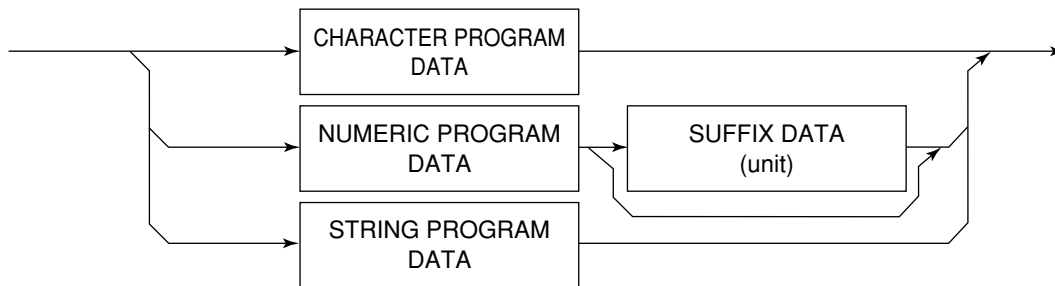 CHARACTER PROGRAM
DATA
NUMERIC PROGRAM
DATA
SUFFIX DATA
(unit)
STRING PROGRAM
DATA